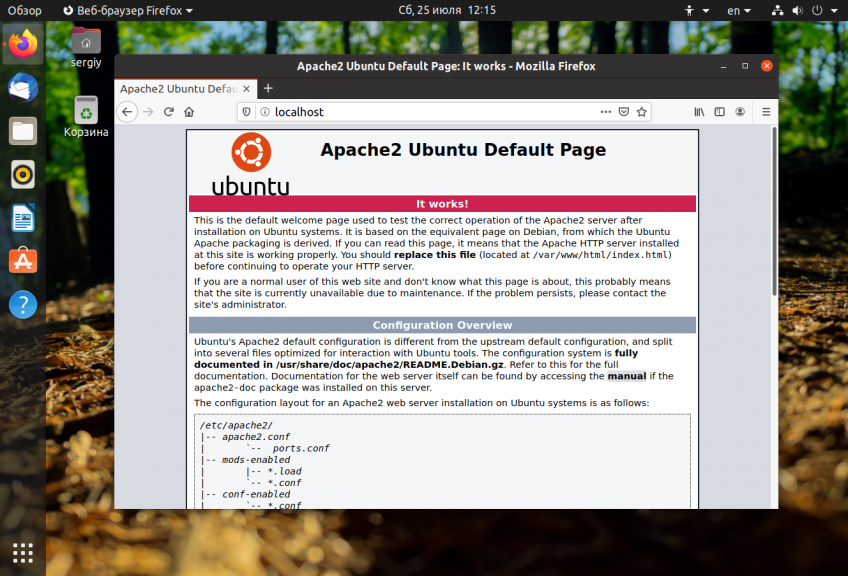 Обзор
Веб-браузер Firefox
Сб, 25 июля 12:15
en
sergiy
Корзина
Apache2 Ubuntu Default Page: It works - Mozilla Firefox
Apache2 Ubuntu Defau
localhost
ubuntu
Apache2 Ubuntu Default Page
It works!
This is the default welcome page used to test the correct operation of the Apache2 server after
installation on Ubuntu systems. It is based on the equivalent page on Debian, from which the Ubuntu
Apache packaging is derived. If you can read this page, it means that the Apache HTTP server installed
at this site is working properly. You should replace this file (located at /var/www/html/index.html)
before continuing to operate your HTTP server.
If you are a normal user of this web site and don't know what this page is about, this probably means
that the site is currently unavailable due to maintenance. If the problem persists, please contact the
site's administrator.
Configuration Overview
Ubuntu's Apache2 default configuration is different from the upstream default configuration, and split
into several files optimized for interaction with Ubuntu tools. The configuration system is fully
documented in /usr/share/doc/apache2/README.Debian.gz. Refer to this for the full
documentation. Documentation for the web server itself can be found by accessing the manual if the
apache2-doc package was installed on this server.
The configuration layout for an Apache2 web server installation on Ubuntu systems is as follows:
/etc/apache2/
|-- apache2.conf
|       `--  ports.conf
|-- mods-enabled
|       |-- *.load
|       `-- *.conf
|-- conf-enabled
|       `-- *.conf